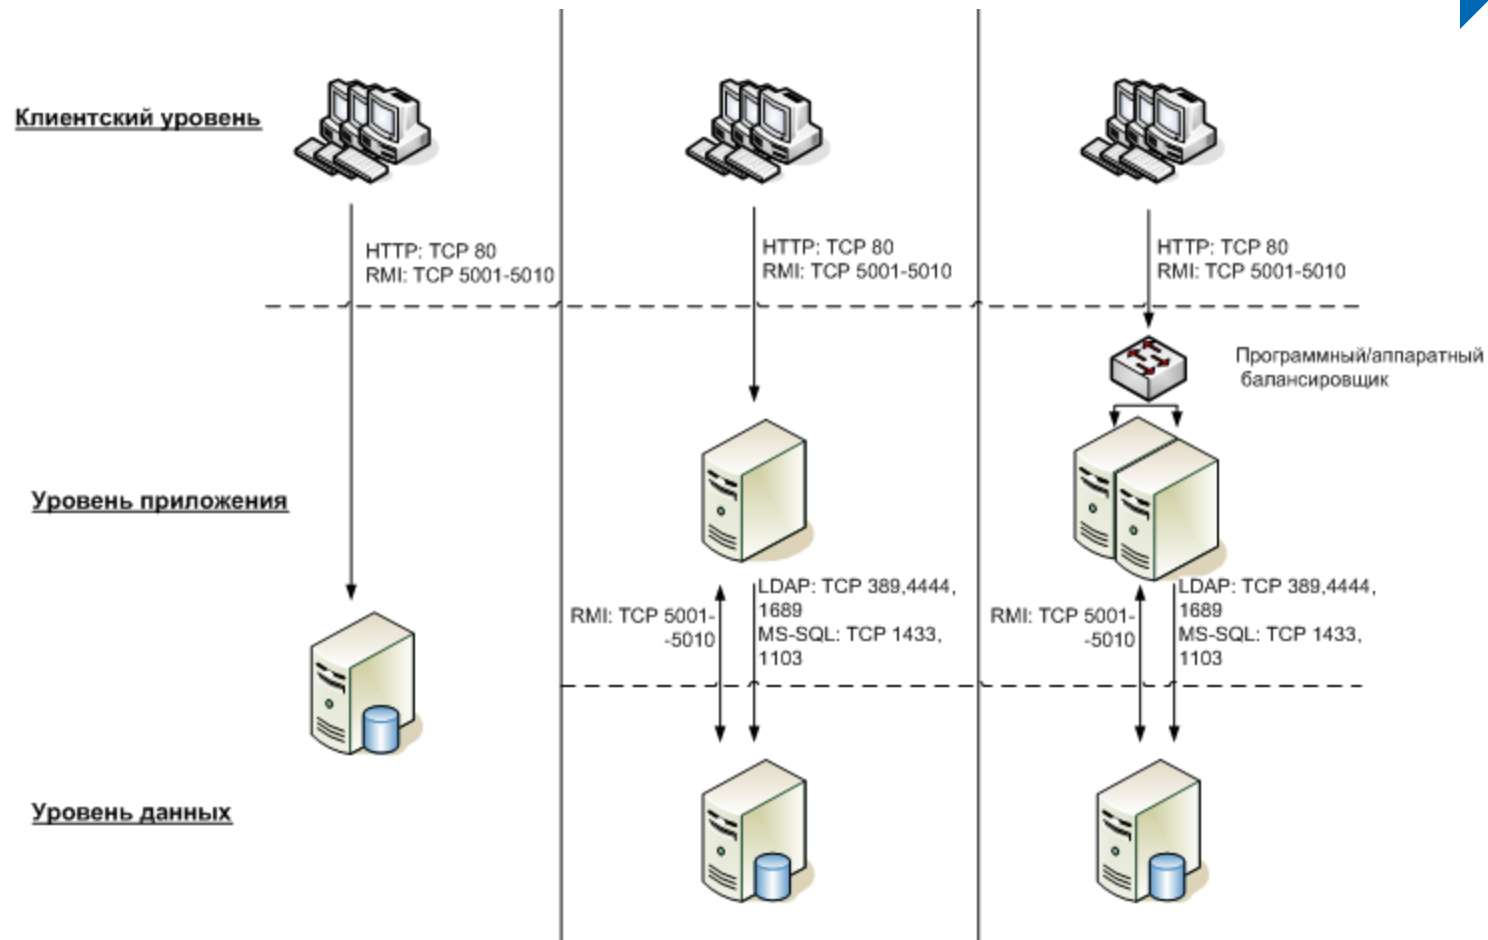 Клиентский уровень
HTTP: TCP 80
RMI: TCP 5001-5010
HTTP: TCP 80
RMI: TCP 5001-5010
HTTP: TCP 80
RMI: TCP 5001-5010
Программный/аппаратный
балансировщик
Уровень приложения
RMI: TCP 5001-
-5010
LDAP: TCP 389,4444,
1689
MS-SQL: TCP 1433,
1103
RMI: TCP 5001-
-5010
LDAP: TCP 389,4444,
1689
MS-SQL: TCP 1433,
1103
Уровень данных